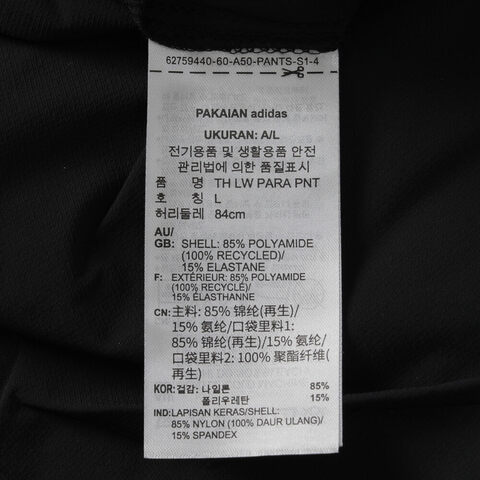 62759440-60-A50-PANTS-S1-4
PAKAIAN adidas
UKURAN: A/L
전기용품 및 생활용품 안전
관리법에 의한 품질표시
품 명 TH LW PARA PNT
호 칭 L
허리둘레 84cm
AU/
GB: SHELL: 85% POLYAMIDE
(100% RECYCLED)/
15% ELASTANE
F: EXTÉRIEUR: 85% POLYAMIDE
(100% RECYCLÉ)/
15% ÉLASTHANNE
CN: 主料: 85% 锦纶(再生)/
15% 氨纶/口袋里料1:
85% 锦纶(再生)/15% 氨纶/
口袋里料2: 100% 聚酯纤维(
再生)
KOR: 겉감: 나일론 85%
폴리우레탄 15%
IND: LAPISAN KERAS/SHELL:
85% NYLON (100% DAUR ULANG)/
15% SPANDEX